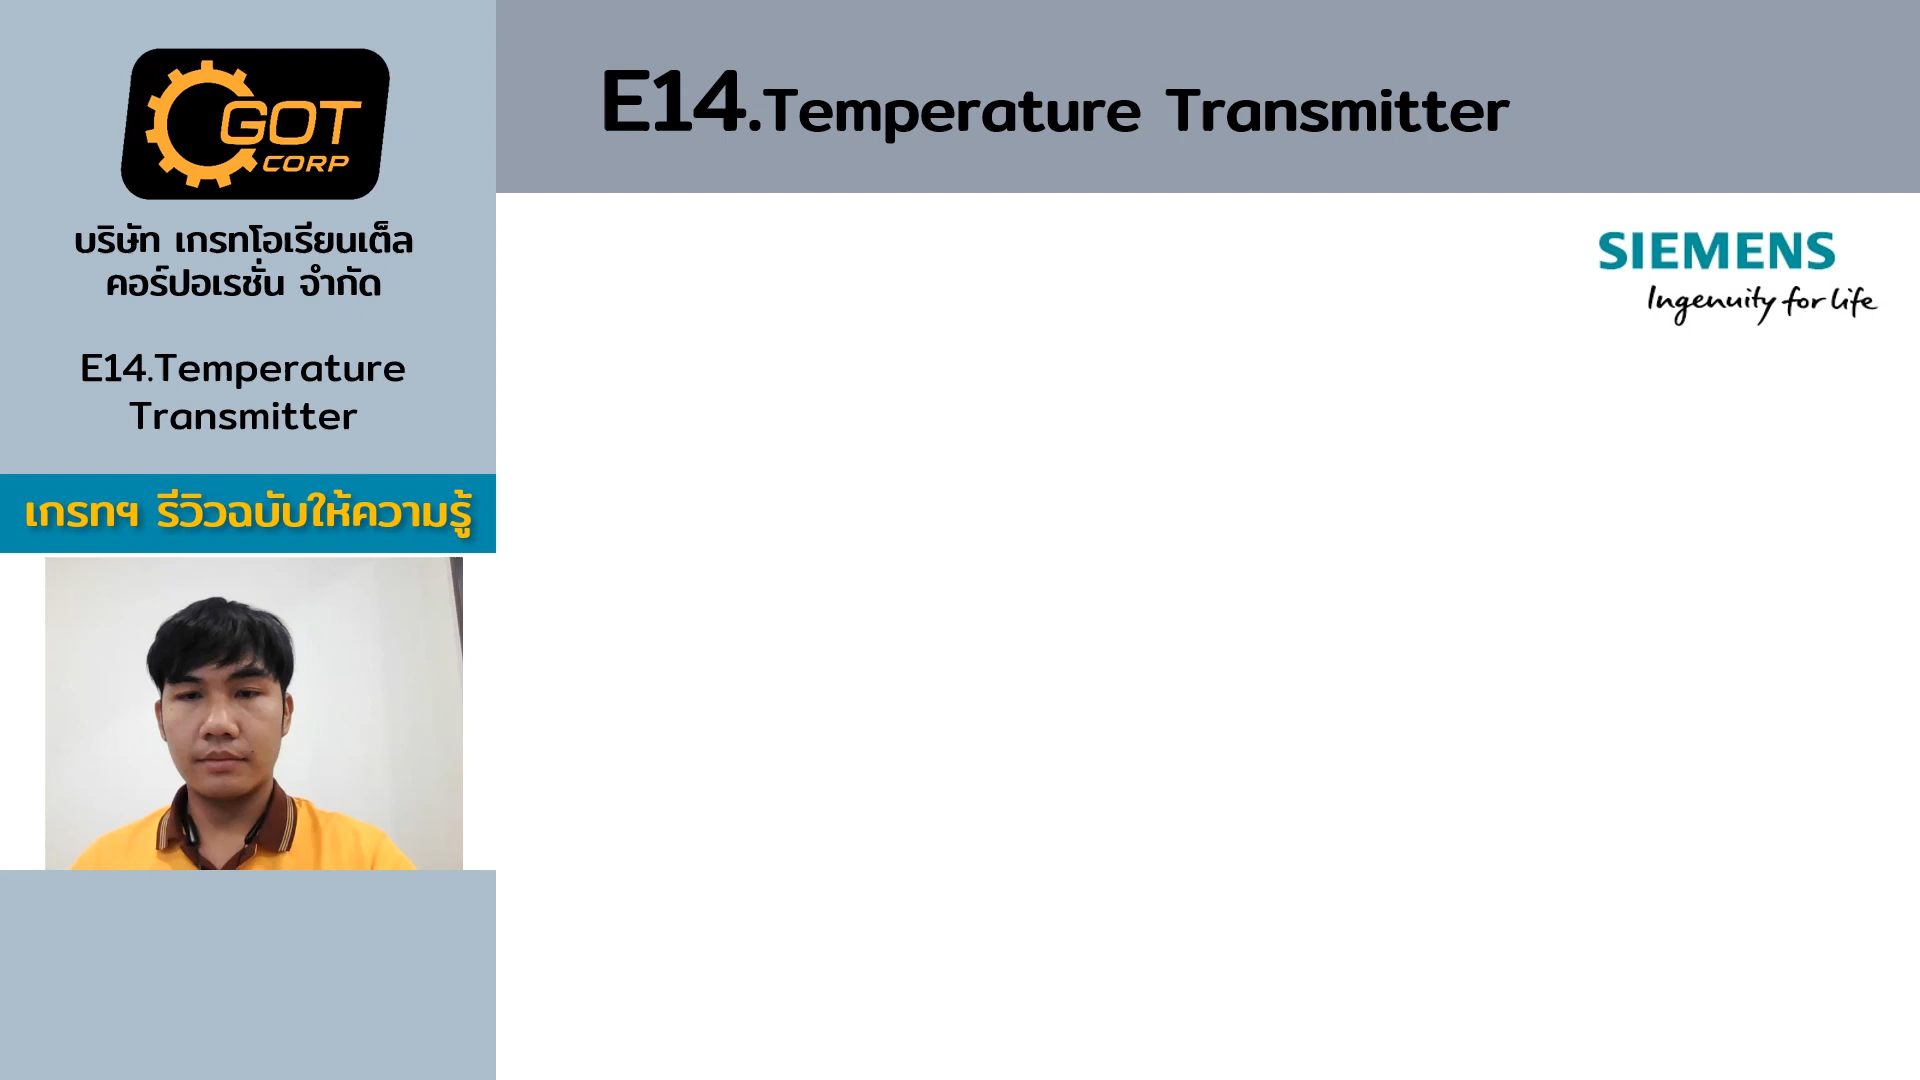 GOT
CORP
บริษัท เกรทโอเรียนเต็ล
คอร์ปอเรชั่น จำกัด
E14.Temperature
Transmitter
เกรทฯ รีวิวฉบับให้ความรู้
E14.Temperature Transmitter
SIEMENS
Ingenuity for life